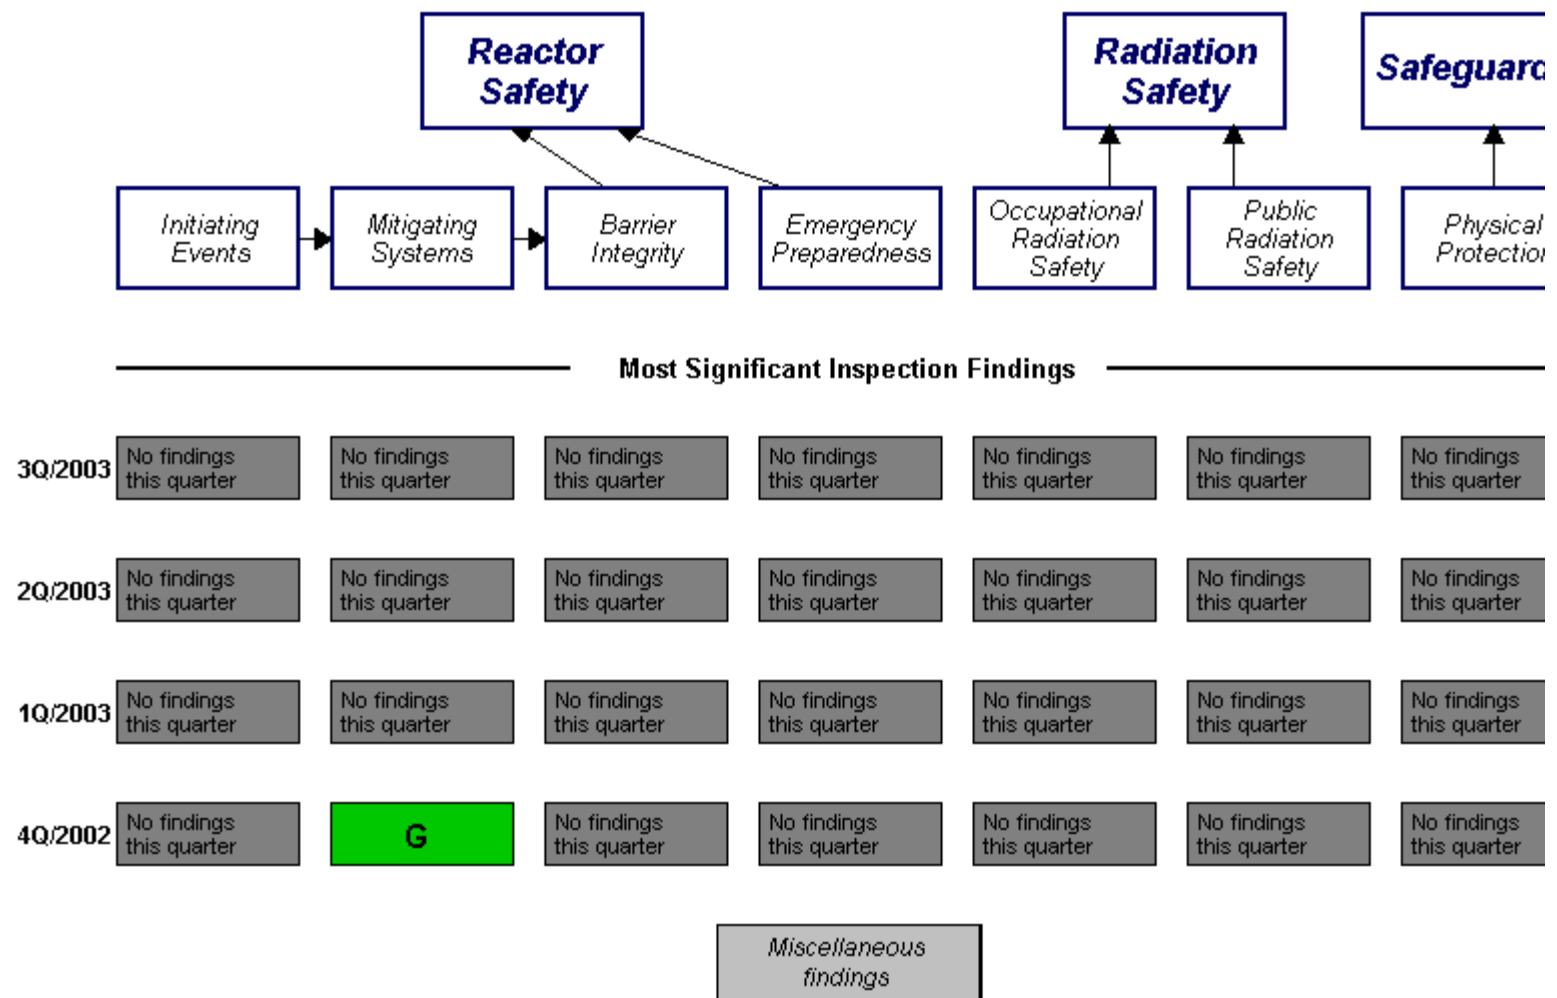 Reactor
Safety
Radiation
Safety
Safeguard
Initiating
Events
Mitigating
Systems
Barrier
Integrity
Emergency
Preparedness
Occupational
Radiation
Safety
Public
Radiation
Safety
Physical
Protection
Most Significant Inspection Findings
3Q/2003
No findings
this quarter
No findings
this quarter
No findings
this quarter
No findings
this quarter
No findings
this quarter
No findings
this quarter
No findings
this quarter
2Q/2003
No findings
this quarter
No findings
this quarter
No findings
this quarter
No findings
this quarter
No findings
this quarter
No findings
this quarter
No findings
this quarter
1Q/2003
No findings
this quarter
No findings
this quarter
No findings
this quarter
No findings
this quarter
No findings
this quarter
No findings
this quarter
No findings
this quarter
4Q/2002
No findings
this quarter
G
No findings
this quarter
No findings
this quarter
No findings
this quarter
No findings
this quarter
No findings
this quarter
Miscellaneous
findings